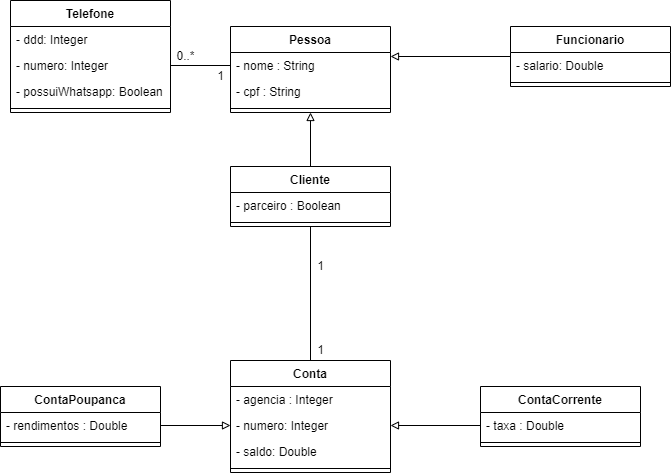 Telefone
- ddd: Integer
- numero: Integer
- possuiWhatsapp: Boolean
0..*
1
Pessoa
- nome : String
- cpf : String
Funcionario
- salario: Double
Cliente
- parceiro : Boolean
1
1
ContaPoupanca
- rendimentos : Double
Conta
- agencia : Integer
- numero: Integer
- saldo: Double
ContaCorrente
- taxa : Double